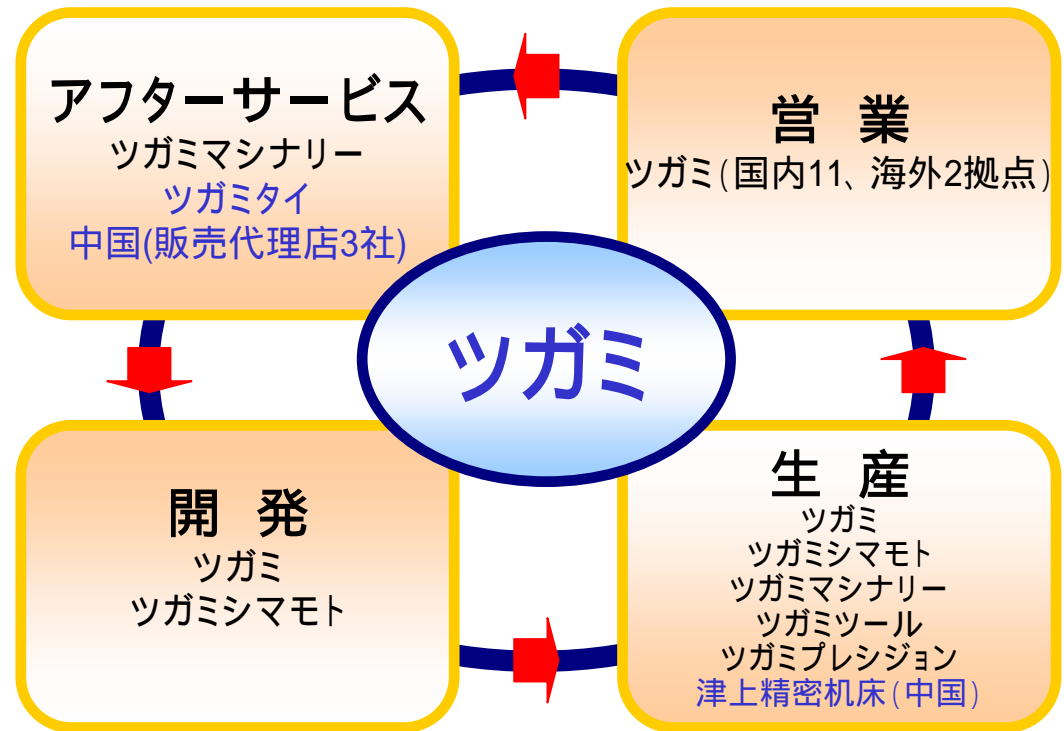 アフターサービス
ツガミマシナリー
ツガミタイ
中国(販売代理店3社)
営　業
ツガミ(国内11、海外2拠点)
ツガミ
開　発
ツガミ
ツガミシマモト
生　産
ツガミ
ツガミシマモト
ツガミマシナリー
ツガミツール
ツガミプレシジョン
津上精密机床(中国)